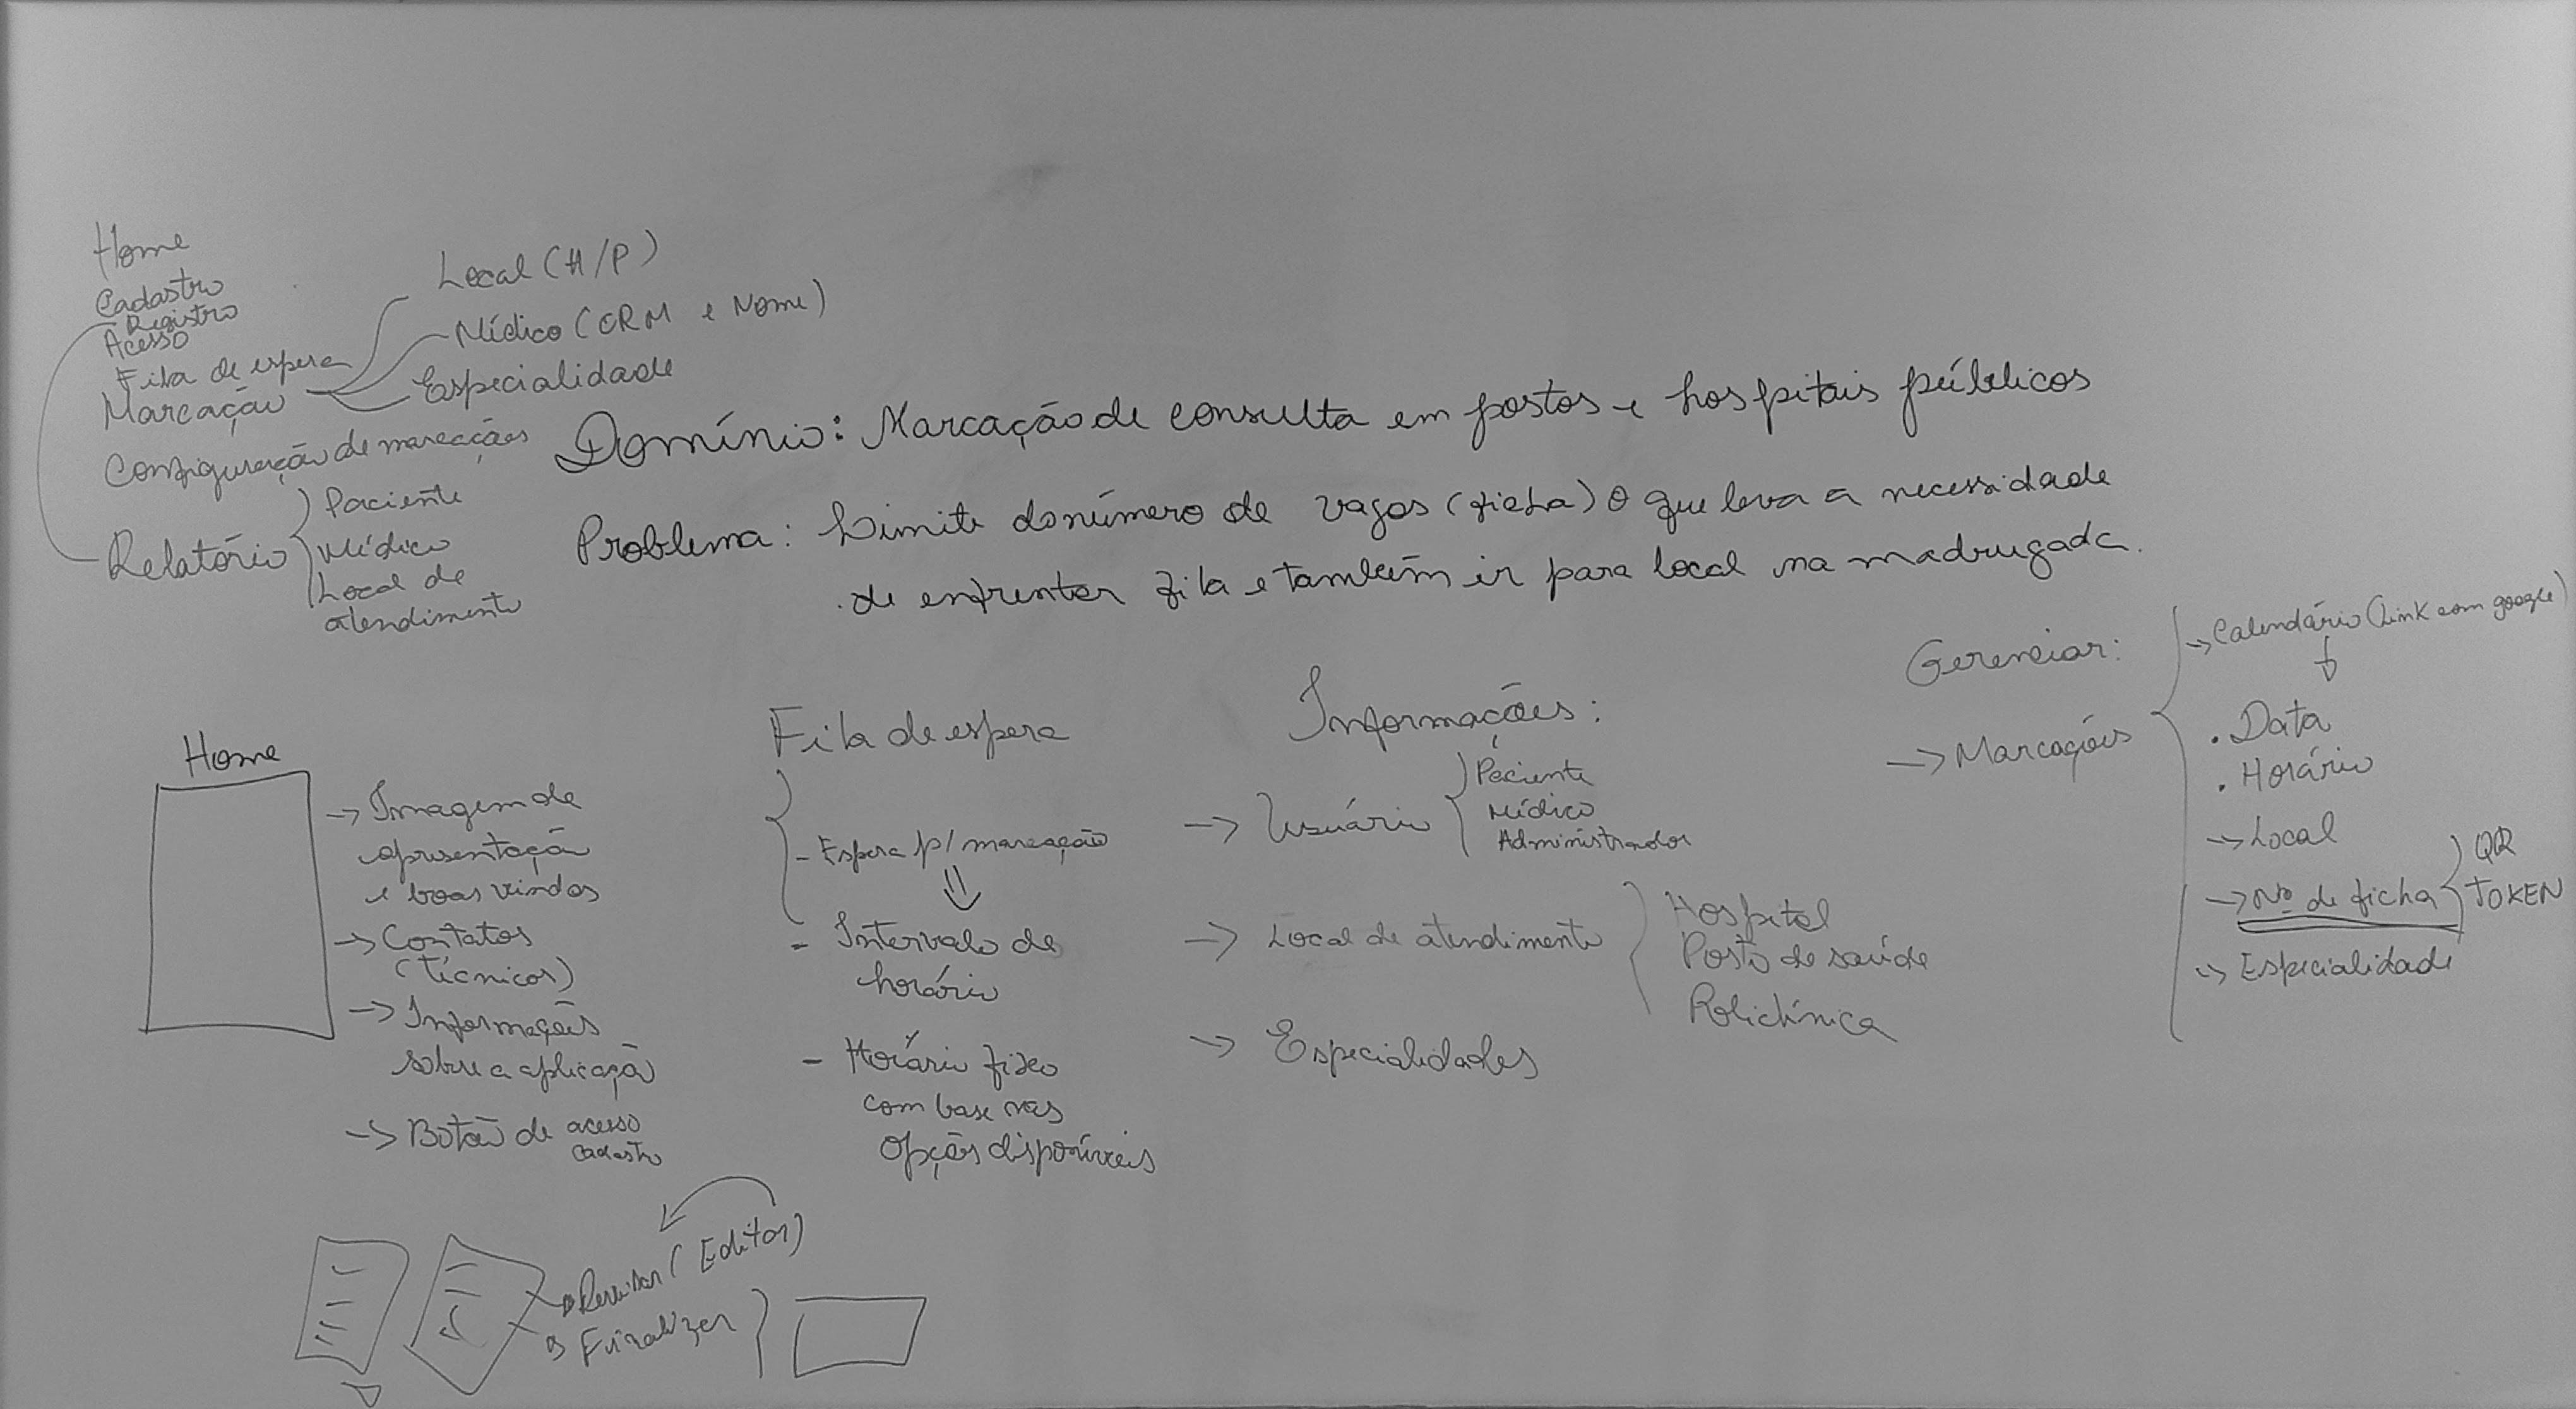 Home
Cadastro
Registro
Acesso
Fila de espera
Marcação
Local (H/P)
Médico (CRM e Nome)
Especialidade
Configuração de marcações
Relatório
Paciente
Médico
Local de
atendimento
Domínio: Marcação de consulta em postos e hospitais públicos
Problema: Limite do número de vagas (ficha) o que leva a necessidade
de enfrentar fila e também ir para local na madrugada.
Home
→ Imagem de
apresentação
e boas vindas
→ Contatos
(técnicos)
→ Informações
sobre a aplicação
→ Botão de acesso
cadastro
Fila de espera
- Espera p/ marcação
- Intervalo de
horário
- Horário fixo
com base nas
opções disponíveis
Informações:
→ Usuário
Paciente
Médico
Administrador
→ Local de atendimento
Hospital
Posto de saúde
Policlínica
→ Especialidades
Gerenciar:
→ Marcações
→ Calendário (Link com google)
. Data
. Horário
→ Local
→ Nº de ficha
QR
TOKEN
→ Especialidade
Revisar (Editar)
Finalizar